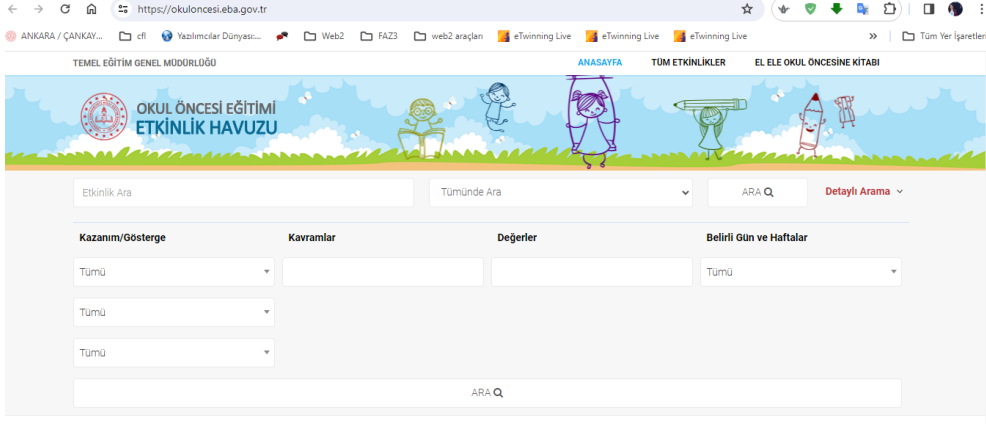 https://okuloncesi.eba.gov.tr
ANKARA / ÇANKAY... cfl Yazılımcılar Dünyası:... Web2 FAZ3 web2 araçları eTwinning Live eTwinning Live eTwinning Live » Tüm Yer İşaretleri
TEMEL EĞİTİM GENEL MÜDÜRLÜĞÜ ANASAYFA TÜM ETKİNLİKLER EL ELE OKUL ÖNCESİNE KİTABI
OKUL ÖNCESİ EĞİTİMİ
ETKİNLİK HAVUZU
Etkinlik Ara Tümünde Ara ARA Detaylı Arama
Kazanım/Gösterge Kavramlar Değerler Belirli Gün ve Haftalar
Tümü Tümü
Tümü
Tümü
ARA